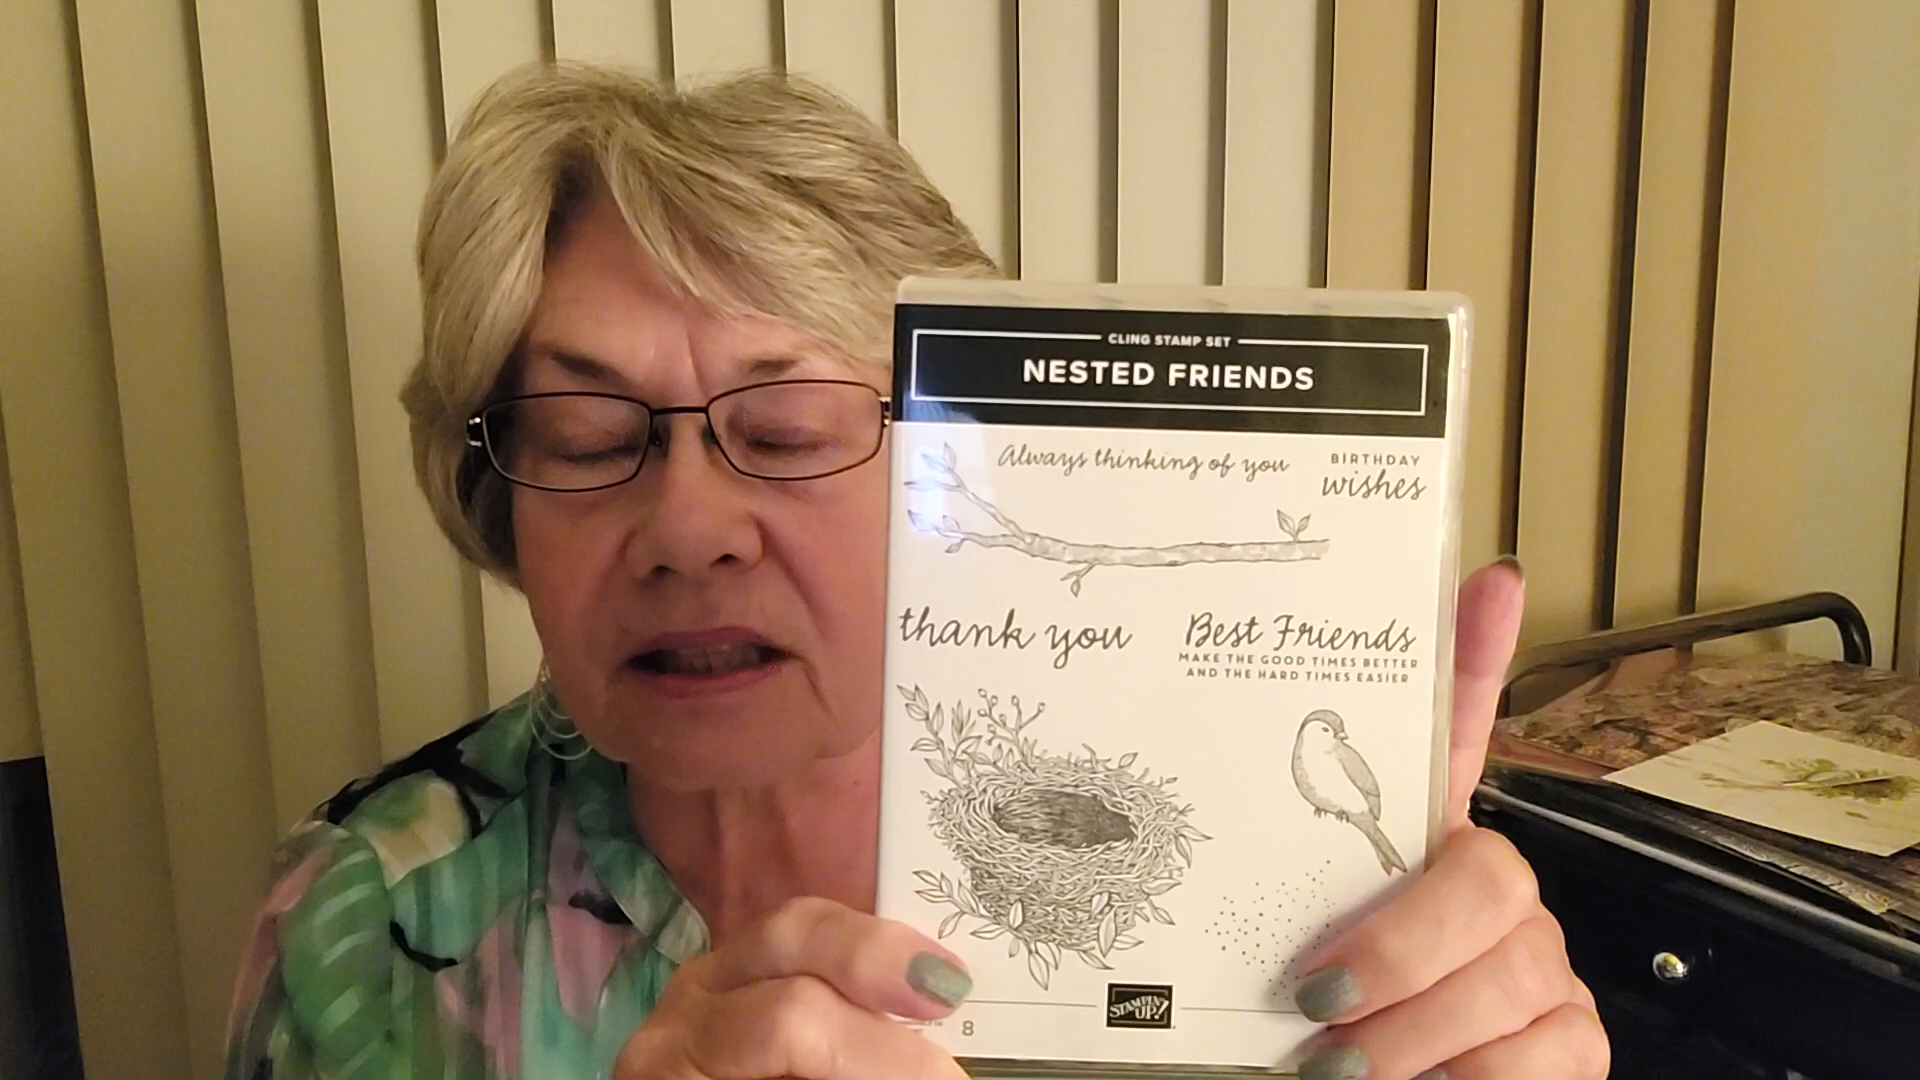 CLING STAMP SET
NESTED FRIENDS
Always thinking of you
BIRTHDAY
wishes
thank you
Best Friends
MAKE THE GOOD TIMES BETTER
AND THE HARD TIMES EASIER
STAMPIN' UP!
8